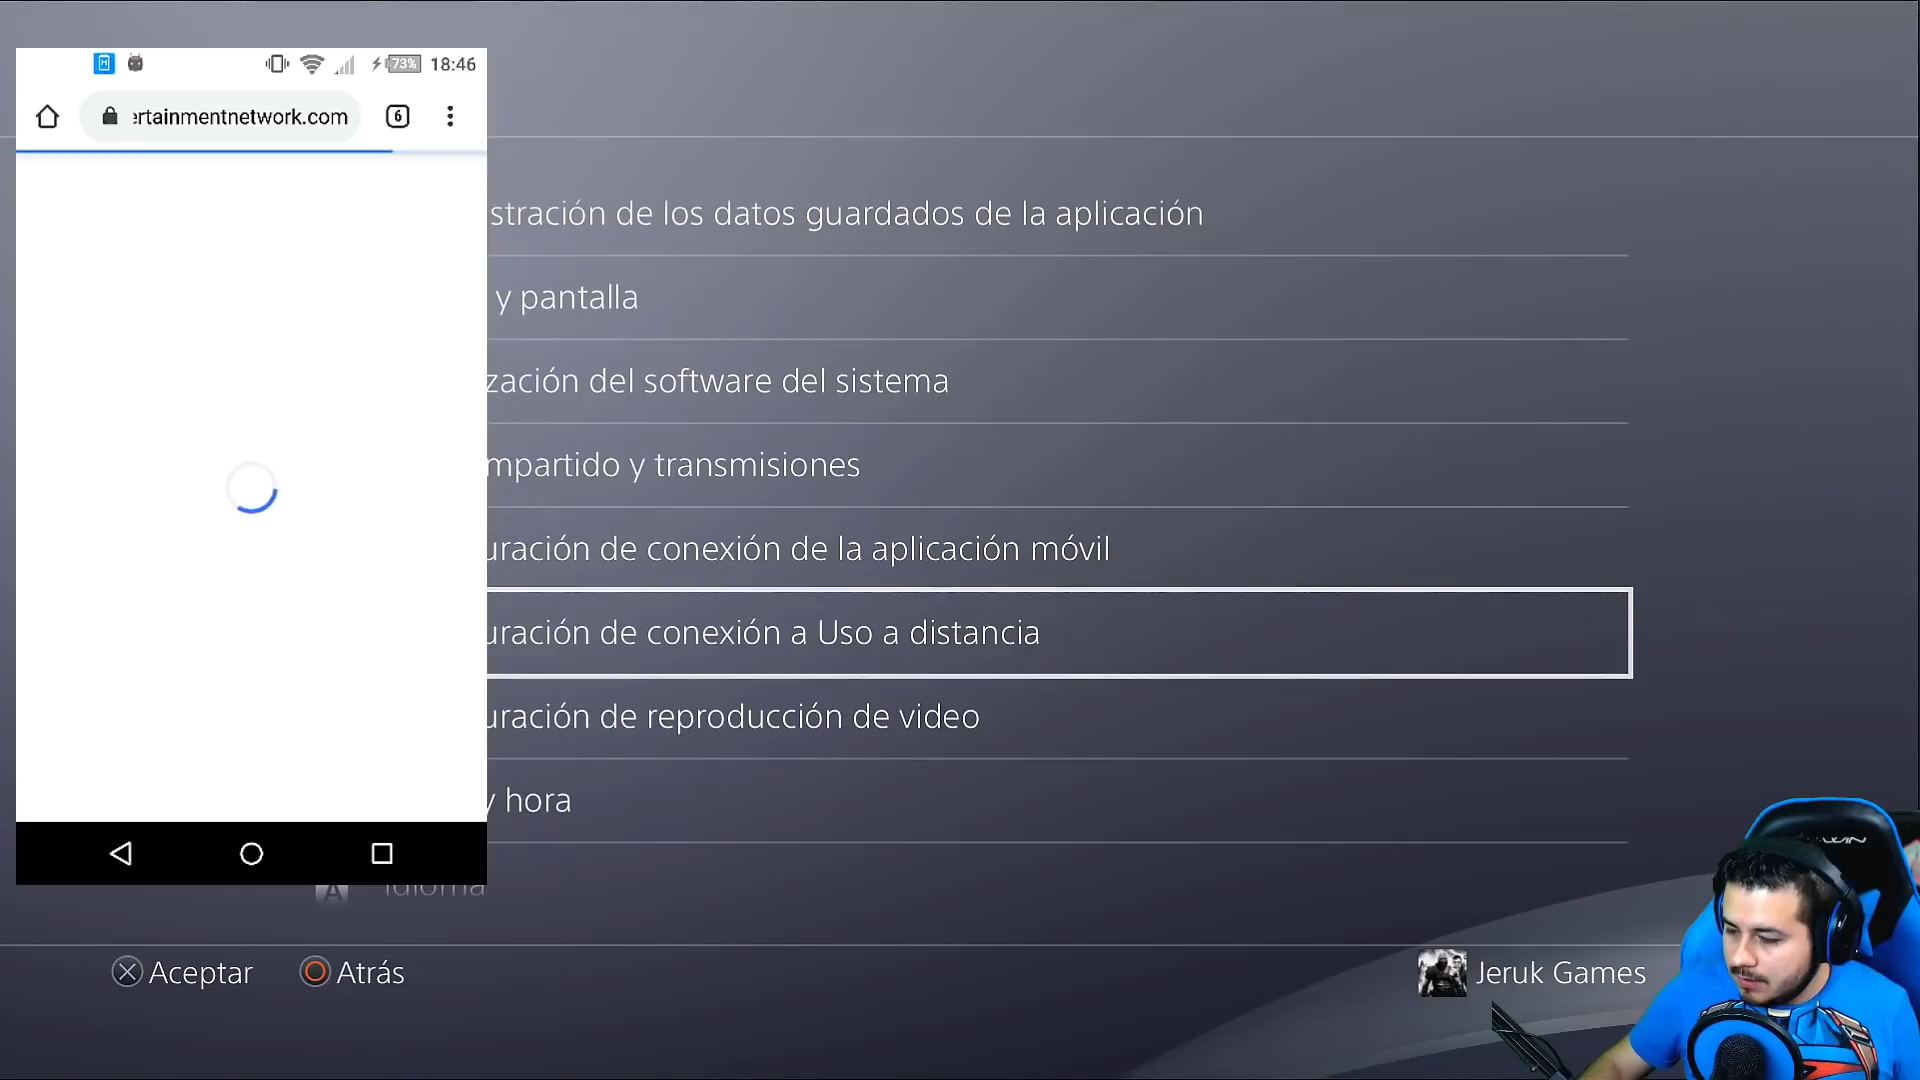 73% 18:46
ertainmentnetwork.com 6
stración de los datos guardados de la aplicación
y pantalla
zación del software del sistema
mpartido y transmisiones
uración de conexión de la aplicación móvil
uración de conexión a Uso a distancia
uración de reproducción de video
y hora
A Idioma
Aceptar Atrás
Jeruk Games